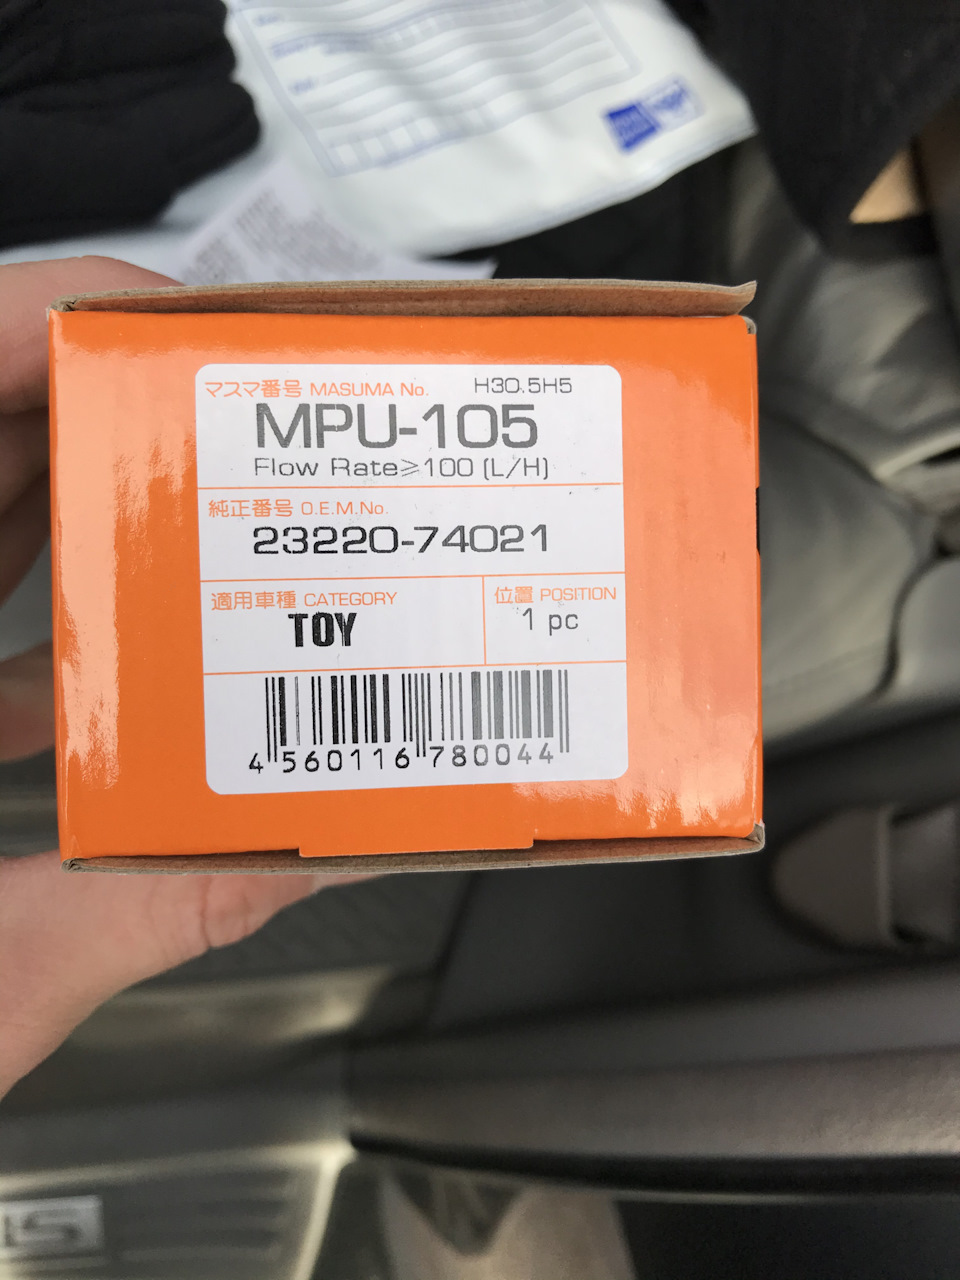 マスマ番号 MASUMA No. H30.5H5
MPU-105
Flow Rate≥100 (L/H)
純正番号 O.E.M.No.
23220-74021
適用車種 CATEGORY
TOY
位置 POSITION
1 pc
4 560116 780044